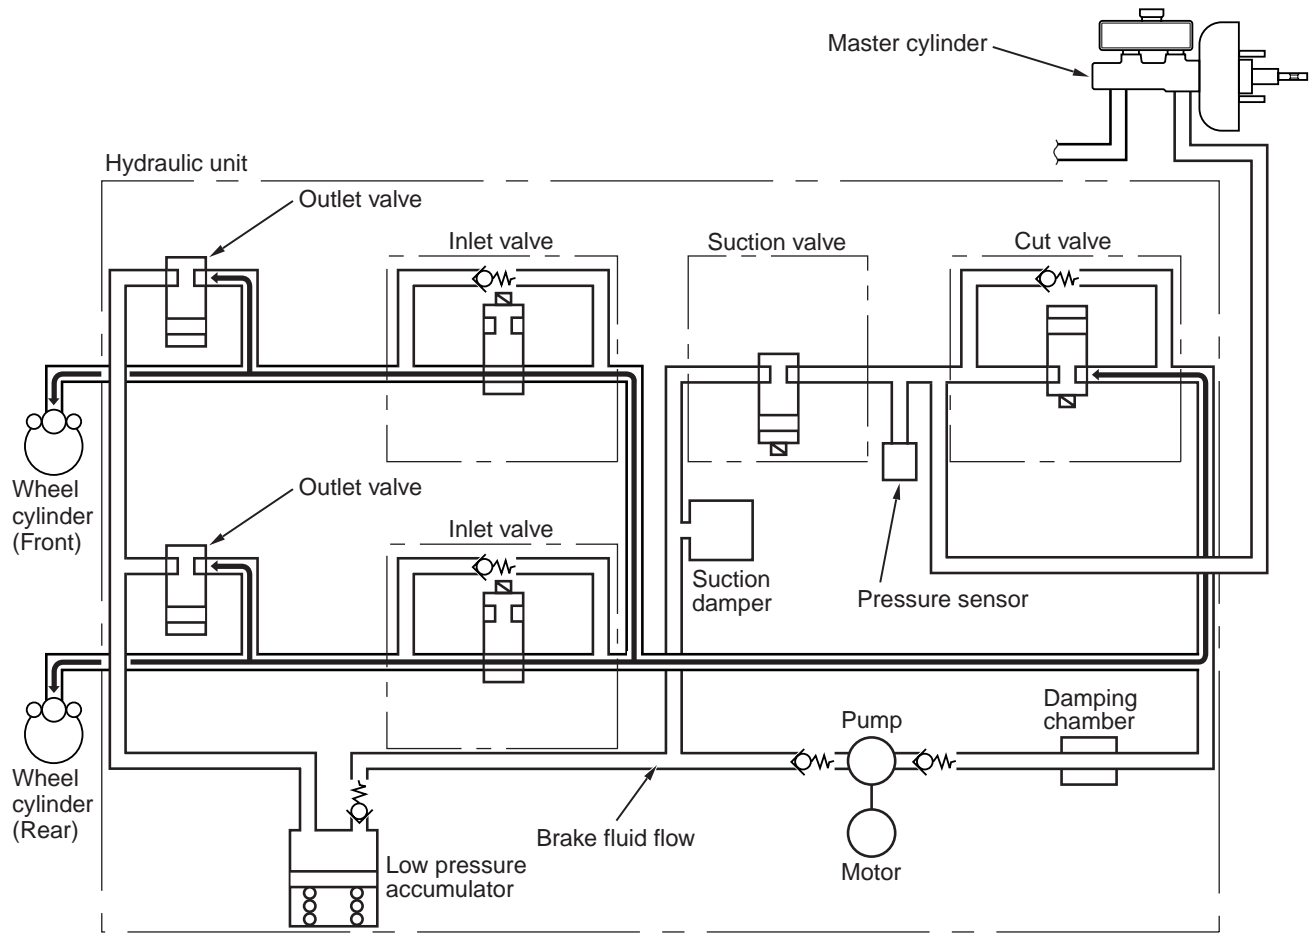 Master cylinder
Hydraulic unit
Outlet valve
Inlet valve
Suction valve
Cut valve
Wheel
cylinder
(Front)
Outlet valve
Inlet valve
Suction
damper
Pressure sensor
Damping
chamber
Pump
Wheel
cylinder
(Rear)
Brake fluid flow
Low pressure
accumulator
Motor